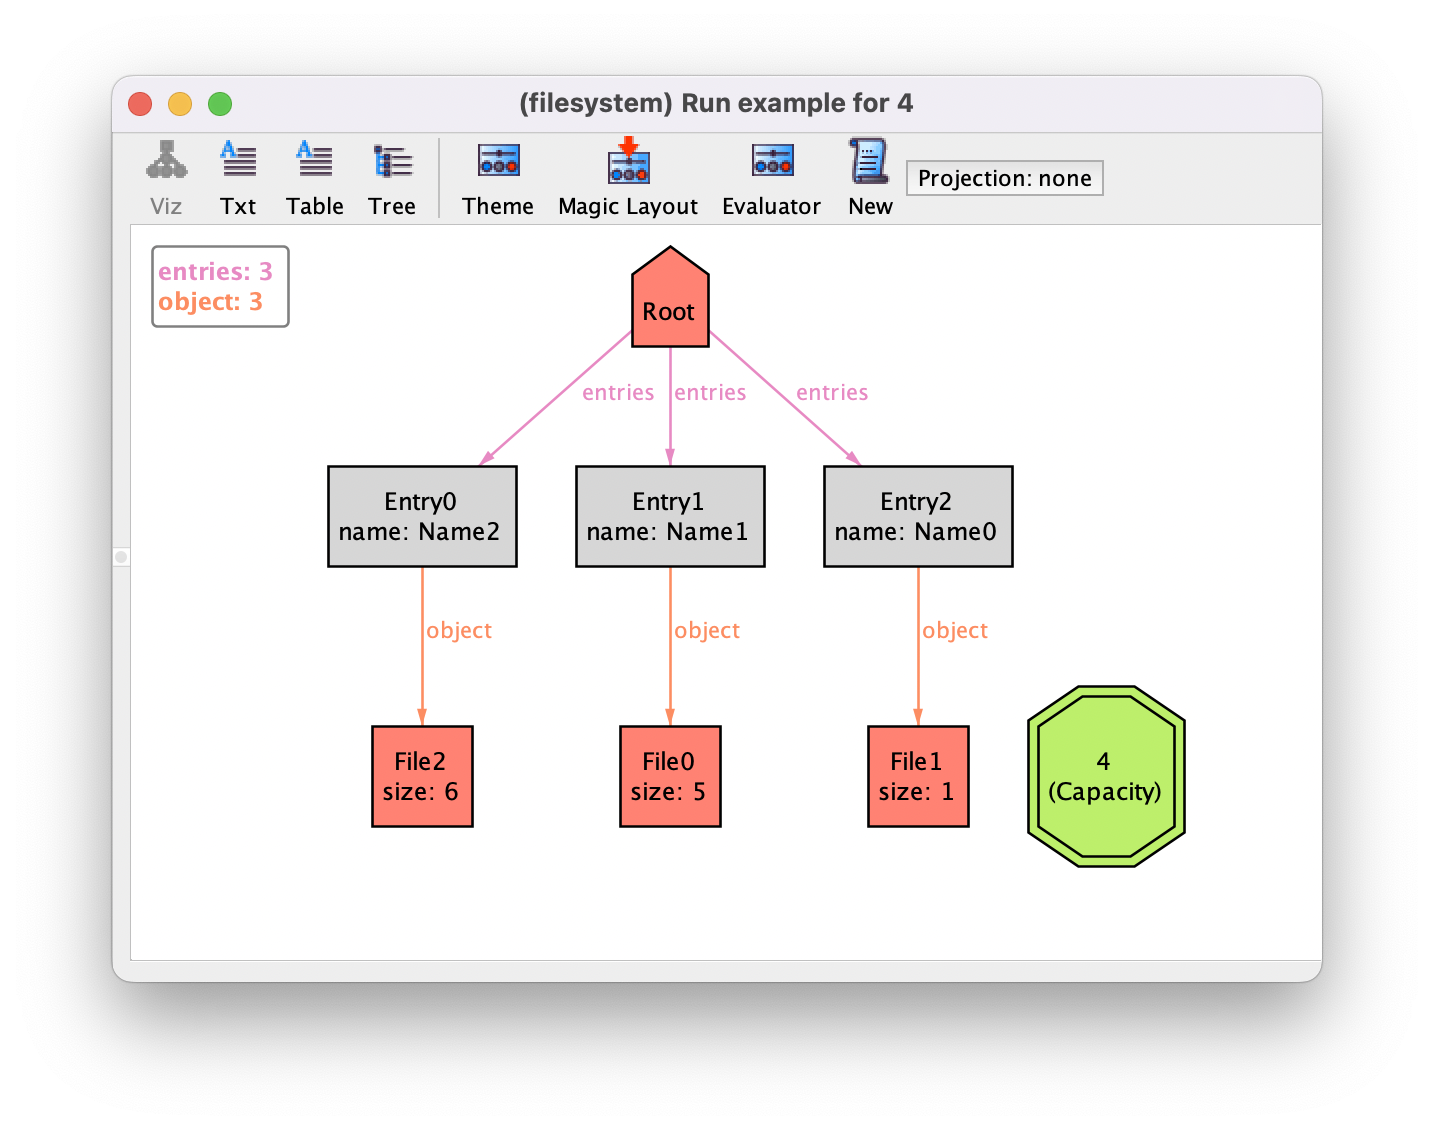 (filesystem) Run example for 4
Viz Txt Table Tree Theme Magic Layout Evaluator New Projection: none
entries: 3
object: 3
Root
entries entries entries
Entry0
name: Name2
Entry1
name: Name1
Entry2
name: Name0
object object object
File2
size: 6
File0
size: 5
File1
size: 1
4
(Capacity)